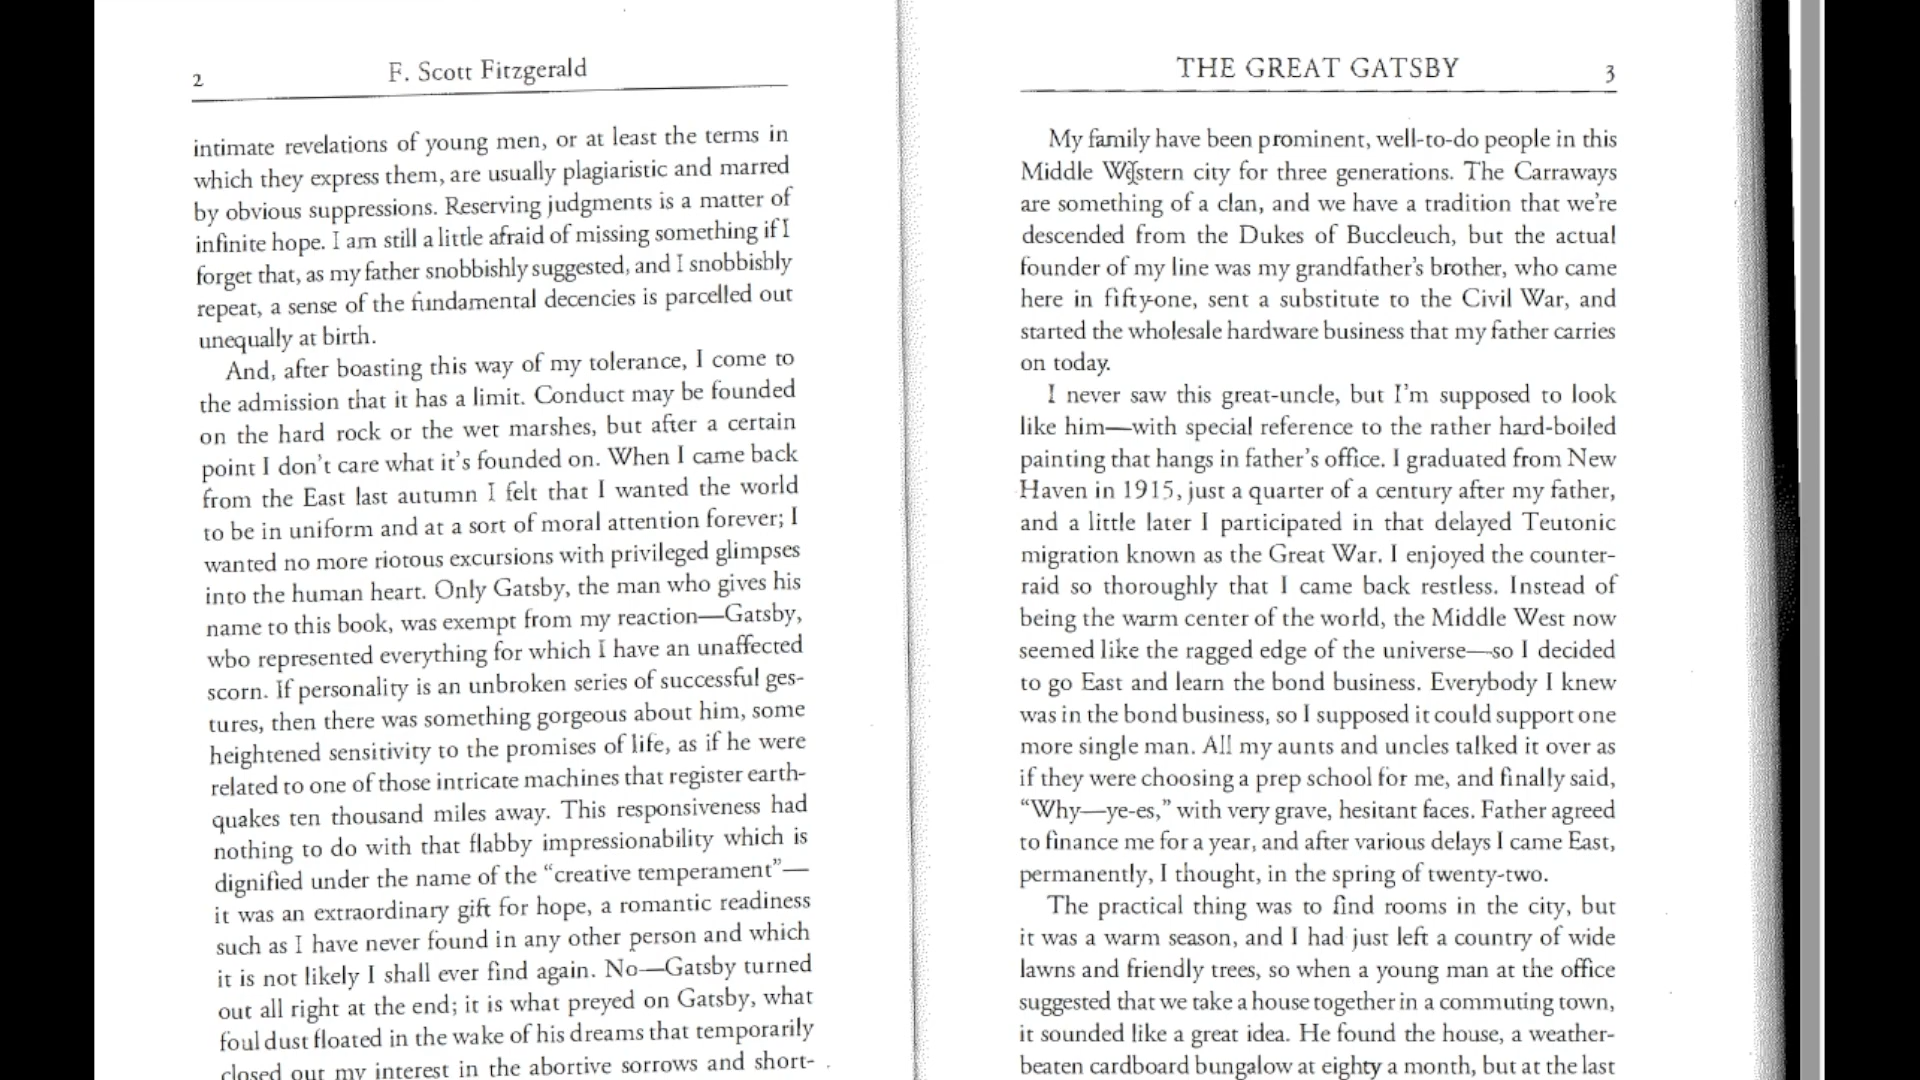 2
F. Scott Fitzgerald
intimate revelations of young men, or at least the terms in
which they express them, are usually plagiaristic and marred
by obvious suppressions. Reserving judgments is a matter of
infinite hope. I am still a little afraid of missing something if I
forget that, as my father snobbishly suggested, and I snobbishly
repeat, a sense of the fundamental decencies is parcelled out
unequally at birth.
And, after boasting this way of my tolerance, I come to
the admission that it has a limit. Conduct may be founded
on the hard rock or the wet marshes, but after a certain
point I don't care what it's founded on. When I came back
from the East last autumn I felt that I wanted the world
to be in uniform and at a sort of moral attention forever; I
wanted no more riotous excursions with privileged glimpses
into the human heart. Only Gatsby, the man who gives his
name to this book, was exempt from my reaction—Gatsby,
who represented everything for which I have an unaffected
scorn. If personality is an unbroken series of successful ges-
tures, then there was something gorgeous about him, some
heightened sensitivity to the promises of life, as if he were
related to one of those intricate machines that register earth-
quakes ten thousand miles away. This responsiveness had
nothing to do with that flabby impressionability which is
dignified under the name of the “creative temperament”—
it was an extraordinary gift for hope, a romantic readiness
such as I have never found in any other person and which
it is not likely I shall ever find again. No—Gatsby turned
out all right at the end; it is what preyed on Gatsby, what
foul dust floated in the wake of his dreams that temporarily
closed out my interest in the abortive sorrows and short-
THE GREAT GATSBY
3
My family have been prominent, well-to-do people in this
Middle Western city for three generations. The Carraways
are something of a clan, and we have a tradition that we're
descended from the Dukes of Buccleuch, but the actual
founder of my line was my grandfather's brother, who came
here in fifty-one, sent a substitute to the Civil War, and
started the wholesale hardware business that my father carries
on today.
I never saw this great-uncle, but I'm supposed to look
like him—with special reference to the rather hard-boiled
painting that hangs in father's office. I graduated from New
Haven in 1915, just a quarter of a century after my father,
and a little later I participated in that delayed Teutonic
migration known as the Great War. I enjoyed the counter-
raid so thoroughly that I came back restless. Instead of
being the warm center of the world, the Middle West now
seemed like the ragged edge of the universe—so I decided
to go East and learn the bond business. Everybody I knew
was in the bond business, so I supposed it could support one
more single man. All my aunts and uncles talked it over as
if they were choosing a prep school for me, and finally said,
“Why—ye-es,” with very grave, hesitant faces. Father agreed
to finance me for a year, and after various delays I came East,
permanently, I thought, in the spring of twenty-two.
The practical thing was to find rooms in the city, but
it was a warm season, and I had just left a country of wide
lawns and friendly trees, so when a young man at the office
suggested that we take a house together in a commuting town,
it sounded like a great idea. He found the house, a weather-
beaten cardboard bungalow at eighty a month, but at the last